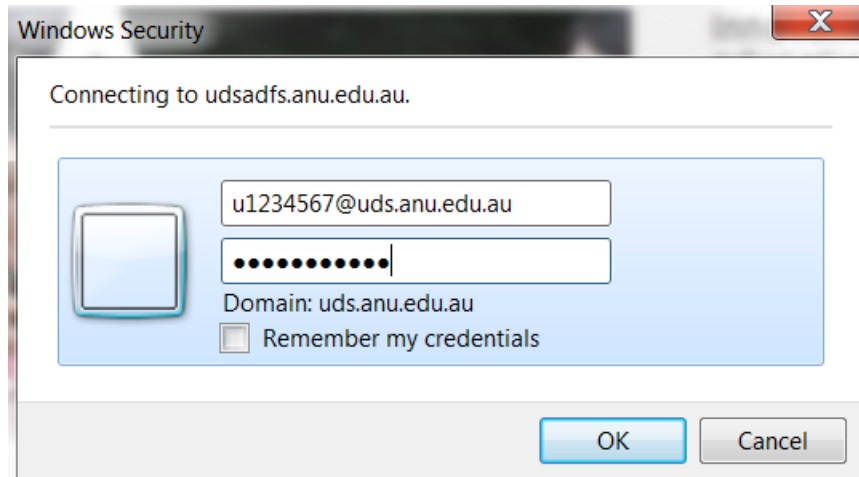 Windows Security
Connecting to udsadfs.anu.edu.au.
u1234567@uds.anu.edu.au
●●●●●●●●●●●
Domain: uds.anu.edu.au
Remember my credentials
OK
Cancel